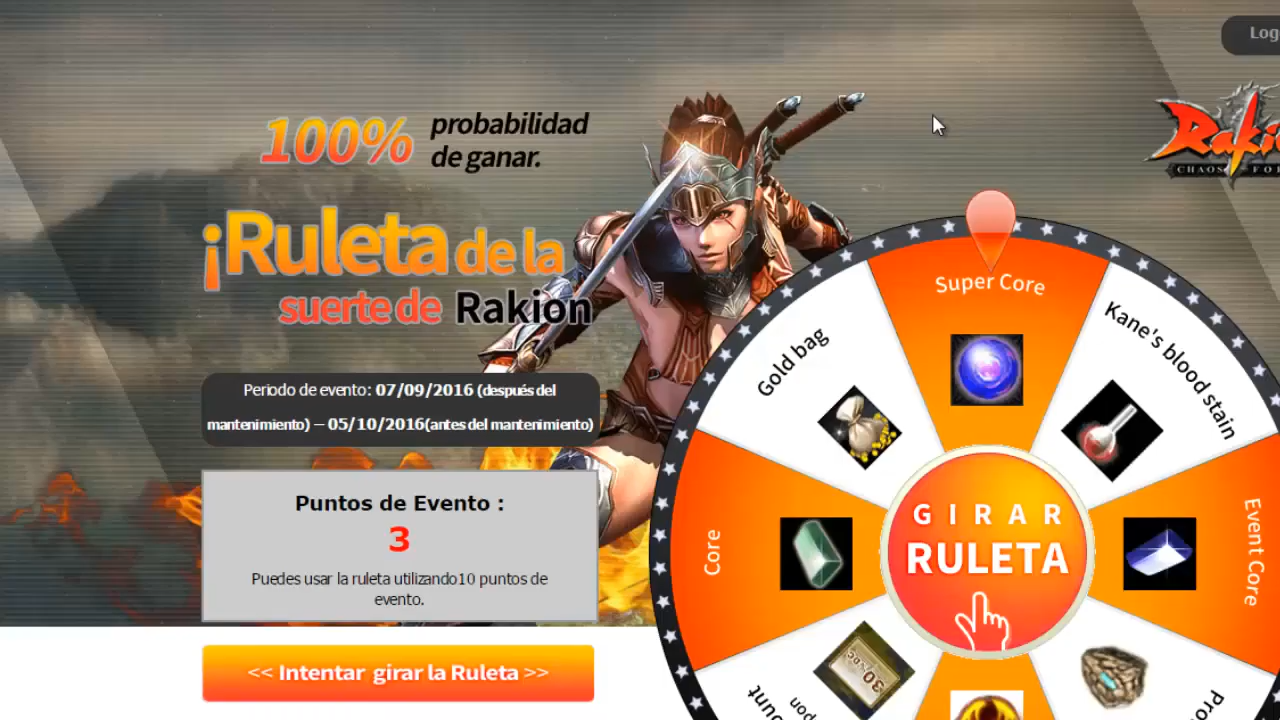 Log
100% probabilidad
de ganar.
¡Ruleta de la
suerte de Rakion
Periodo de evento: 07/09/2016 (después del
mantenimiento) – 05/10/2016(antes del mantenimiento)
Puntos de Evento :
3
Puedes usar la ruleta utilizando10 puntos de
evento.
<< Intentar girar la Ruleta >>
Super Core
Kane's blood stain
Event Core
Gold bag
Core
GIRAR
RULETA
30%DC